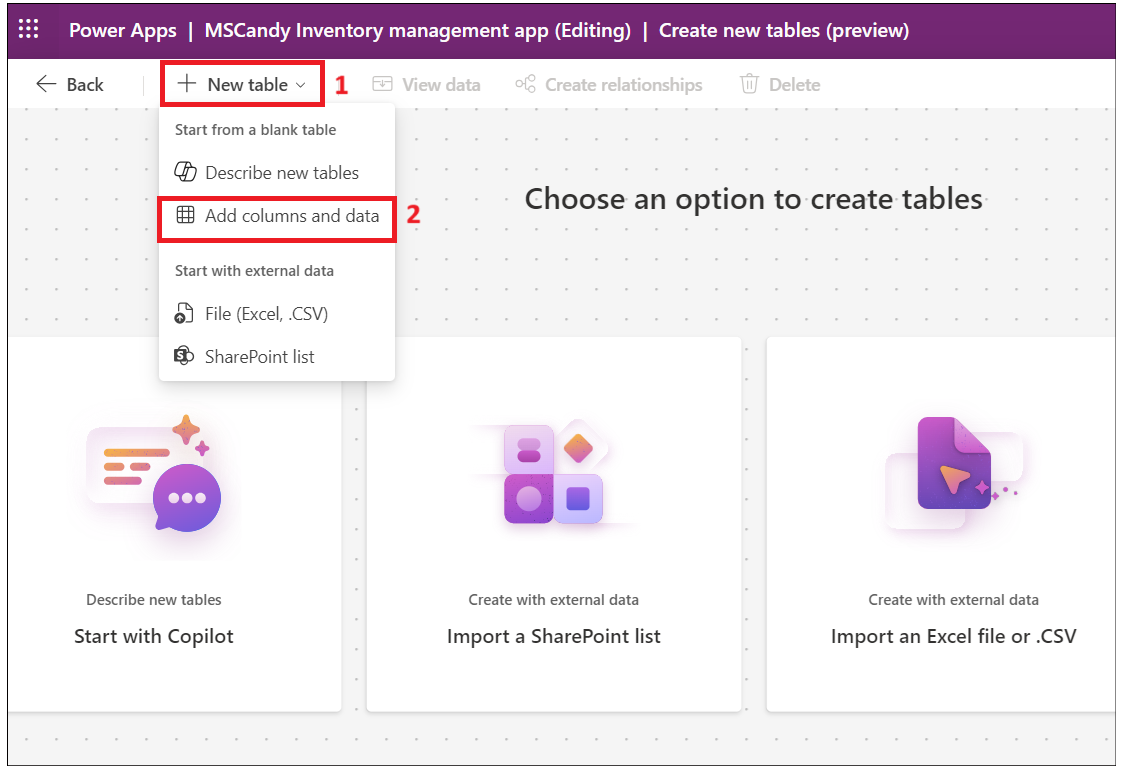 Power Apps | MSCandy Inventory management app (Editing) | Create new tables (preview)
Back New table 1 View data Create relationships Delete
Start from a blank table
Describe new tables
Add columns and data 2
Choose an option to create tables
Start with external data
File (Excel, .CSV)
SharePoint list
Describe new tables
Start with Copilot
Create with external data
Import a SharePoint list
Create with external data
Import an Excel file or .CSV